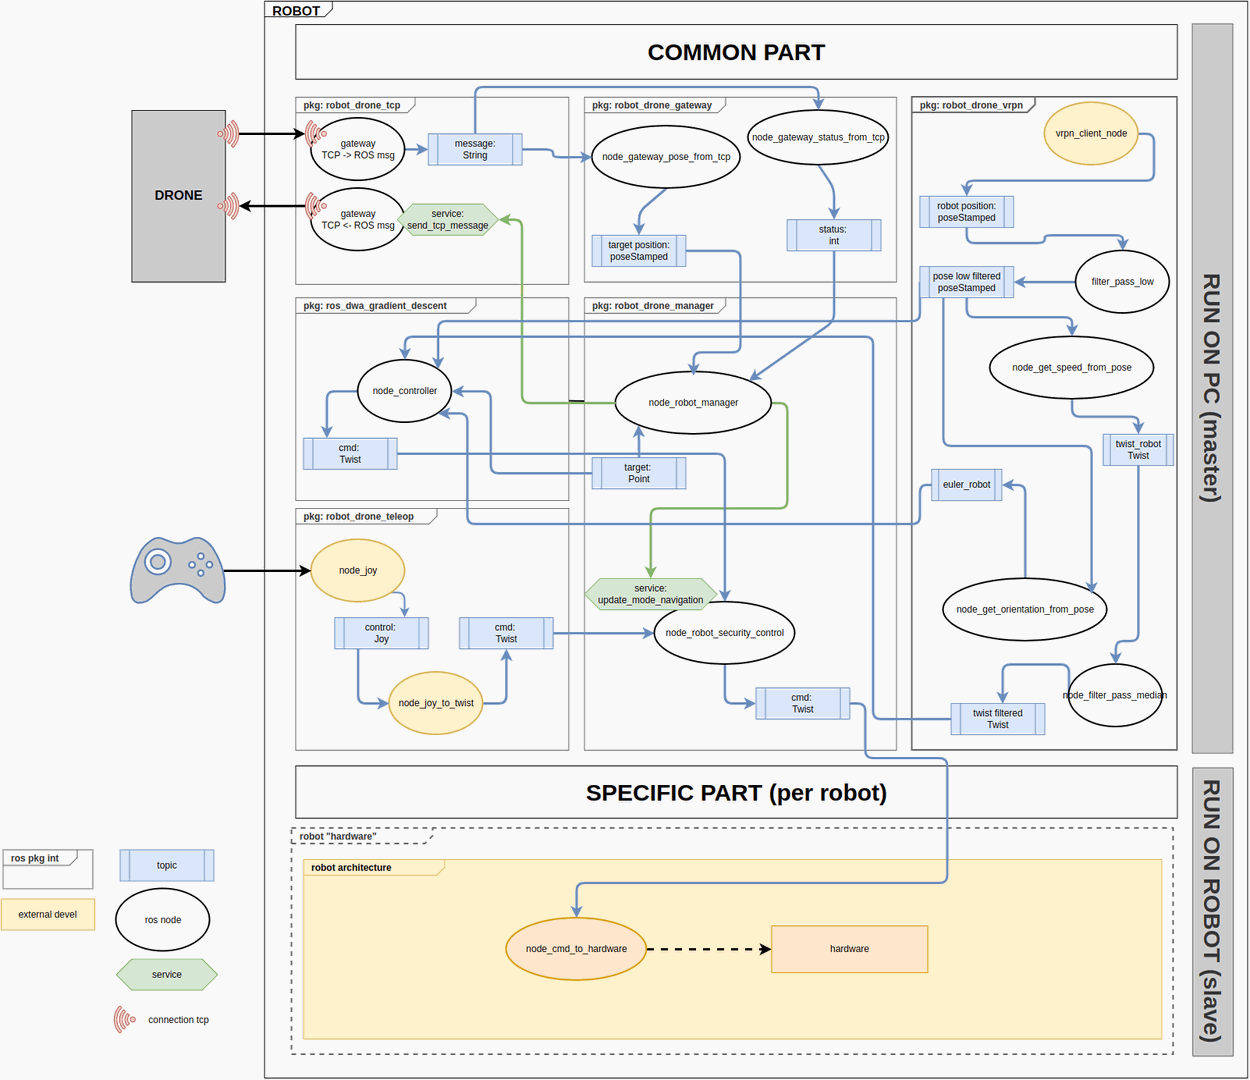 ROBOT
COMMON PART
pkg: robot_drone_tcp
pkg: robot_drone_gateway
pkg: robot_drone_vrpn
gateway
TCP -> ROS msg
message:
String
node_gateway_pose_from_tcp
node_gateway_status_from_tcp
vrpn_client_node
DRONE
gateway
TCP <- ROS msg
service:
send_tcp_message
target position:
poseStamped
status:
int
robot position:
poseStamped
pose low filtered
poseStamped
filter_pass_low
pkg: ros_dwa_gradient_descent
pkg: robot_drone_manager
node_controller
node_robot_manager
node_get_speed_from_pose
cmd:
Twist
target:
Point
twist_robot
Twist
euler_robot
pkg: robot_drone_teleop
node_joy
service:
update_mode_navigation
node_get_orientation_from_pose
control:
Joy
cmd:
Twist
node_robot_security_control
node_joy_to_twist
cmd:
Twist
twist filtered
Twist
node_filter_pass_median
RUN ON PC (master)
SPECIFIC PART (per robot)
robot "hardware"
robot architecture
node_cmd_to_hardware
hardware
RUN ON ROBOT (slave)
ros pkg int
topic
external devel
ros node
service
connection tcp